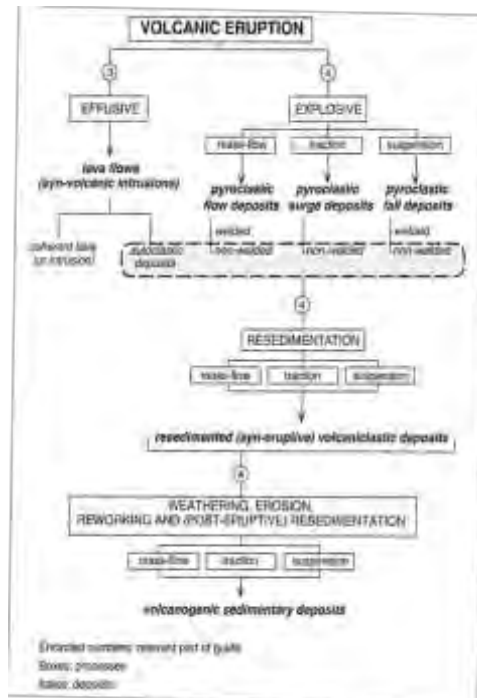 VOLCANIC ERUPTION
EFFUSIVE
EXPLOSIVE
mass-flow
traction
suspension
lava flows
(syn-volcanic intrusions)
pyroclastic
flow deposits
pyroclastic
surge deposits
pyroclastic
fall deposits
welded
welded
coherent lava
(or intrusion)
autoclastic
deposits
non-welded
non-welded
non-welded
4
RESEDIMENTATION
mass-flow
traction
suspension
resedimented (syn-eruptive) volcaniclastic deposits
WEATHERING, EROSION,
REWORKING AND (POST-ERUPTIVE) RESEDIMENTATION
mass-flow
traction
suspension
volcanogenic sedimentary deposits
Encircled numbers: relevant part of guide
Boxes: processes
Italics: deposits